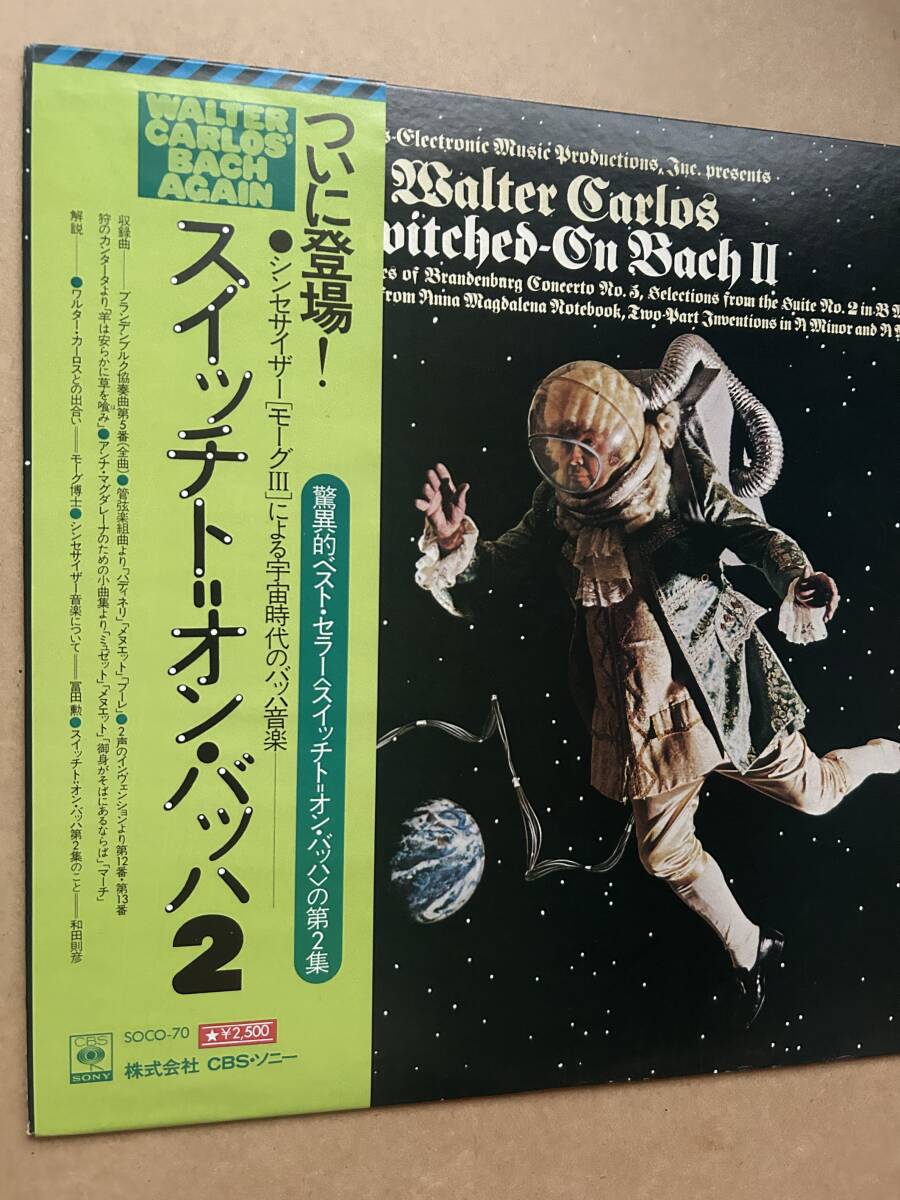 WALTER
CARLOS'
BACH
AGAIN
ついに登場!
●シンセサイザー[モーグIII]による宇宙時代のバッハ音楽
驚異的ベスト・セラー〈スイッチト=オン・バッハ〉の第2集
スイッチト=オン・バッハ2
収録曲――ブランデンブルク協奏曲第5番(全曲)●管弦楽組曲より「バディネリ」「メヌエット」「ブーレ」●2声のインヴェンションより第12番・第13番
狩のカンタータより「羊は安らかに草を喰み」●アンナ・マグダレーナのための小曲集より「ミュゼット」「メヌエット」「御身がそばにあるならば」「マーチ」
解説――●ワルター・カーロスとの出合い=モーグ博士●シンセサイザー音楽について=冨田勲●スイッチト=オン・バッハ第2集のこと=和田則彦
CBS
SONY
SOCO-70
★¥2,500
株式会社 CBS・ソニー
s-Electronic Music Productions, Inc. presents
Walter Carlos
witched-On Bach II
es of Brandenburg Concerto No. 5, Selections from the Suite No. 2 in B
from Anna Magdalena Notebook, Two-Part Inventions in A Minor and A